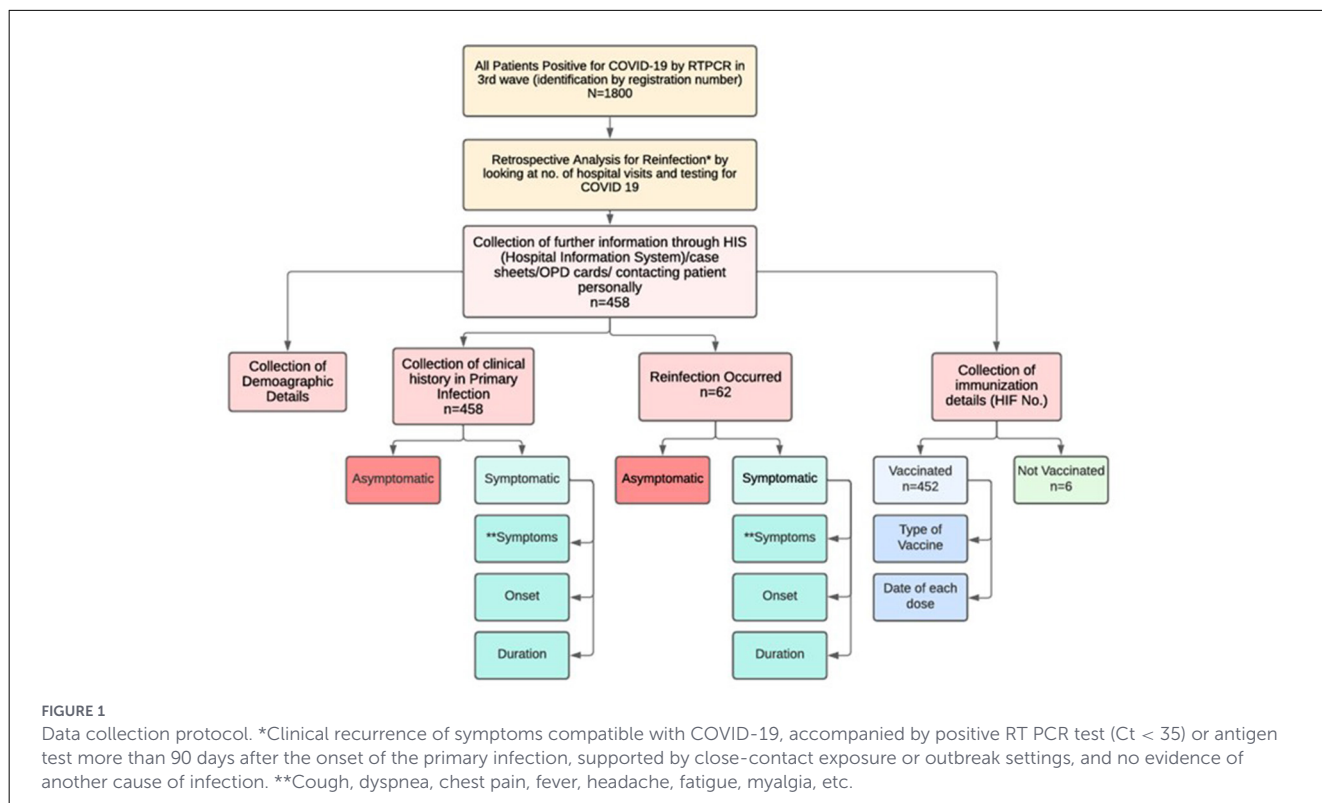 All Patients Positive for COVID-19 by RTPCR in
3rd wave (identification by registration number)
N=1800
Retrospective Analysis for Reinfection* by
looking at no. of hospital visits and testing for
COVID 19
Collection of further information through HIS
(Hospital Information System)/case
sheets/OPD cards/ contacting patient
personally
n=458
Collection of
Demoagraphic
Details
Collection of clinical
history in Primary
Infection
n=458
Reinfection Occurred
n=62
Collection of
immunization
details (HIF No.)
Asymptomatic
Symptomatic
**Symptoms
Onset
Duration
Asymptomatic
Symptomatic
**Symptoms
Onset
Duration
Vaccinated
n=452
Not Vaccinated
n=6
Type of
Vaccine
Date of each
dose
FIGURE 1
Data collection protocol. *Clinical recurrence of symptoms compatible with COVID-19, accompanied by positive RT PCR test (Ct < 35) or antigen
test more than 90 days after the onset of the primary infection, supported by close-contact exposure or outbreak settings, and no evidence of
another cause of infection. **Cough, dyspnea, chest pain, fever, headache, fatigue, myalgia, etc.